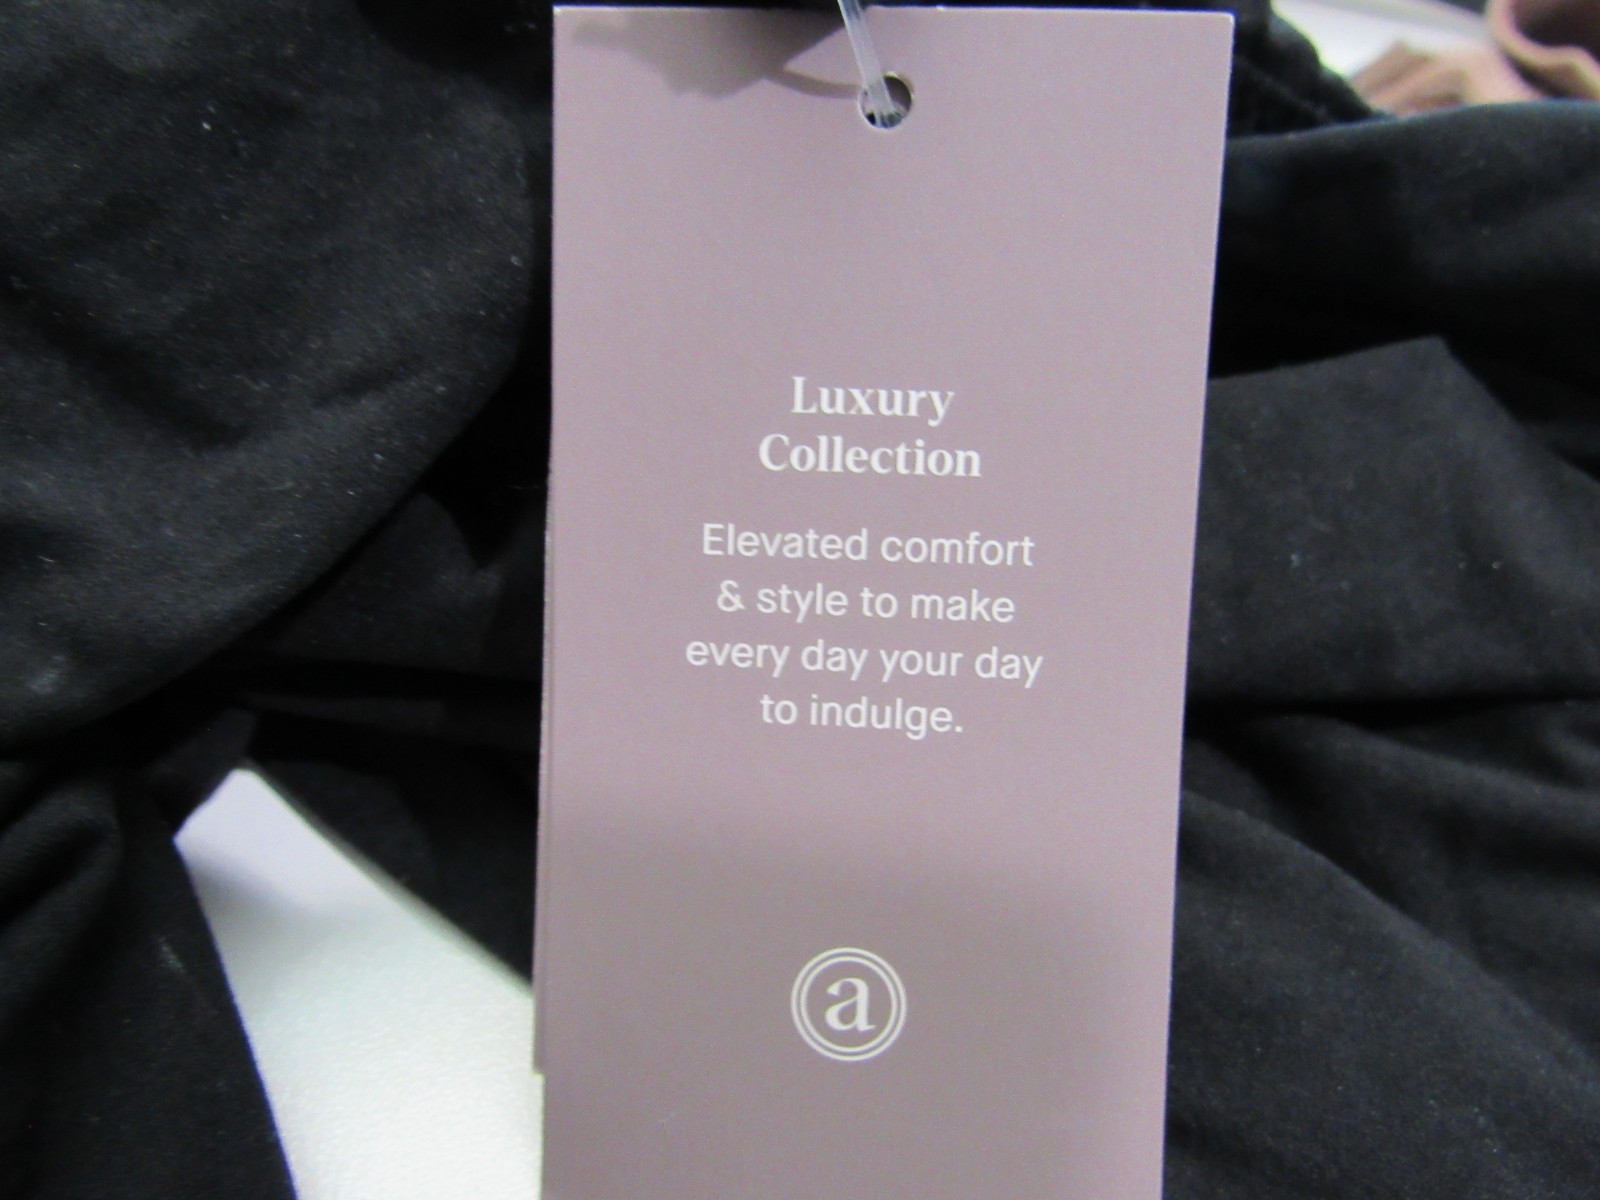 Luxury
Collection
Elevated comfort
& style to make
every day your day
to indulge.
a